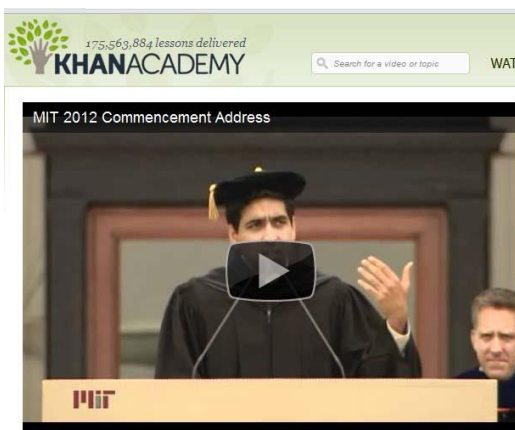 175,563,884 lessons delivered
KHANACADEMY
Search for a video or topic
WAT
MIT 2012 Commencement Address
MIT